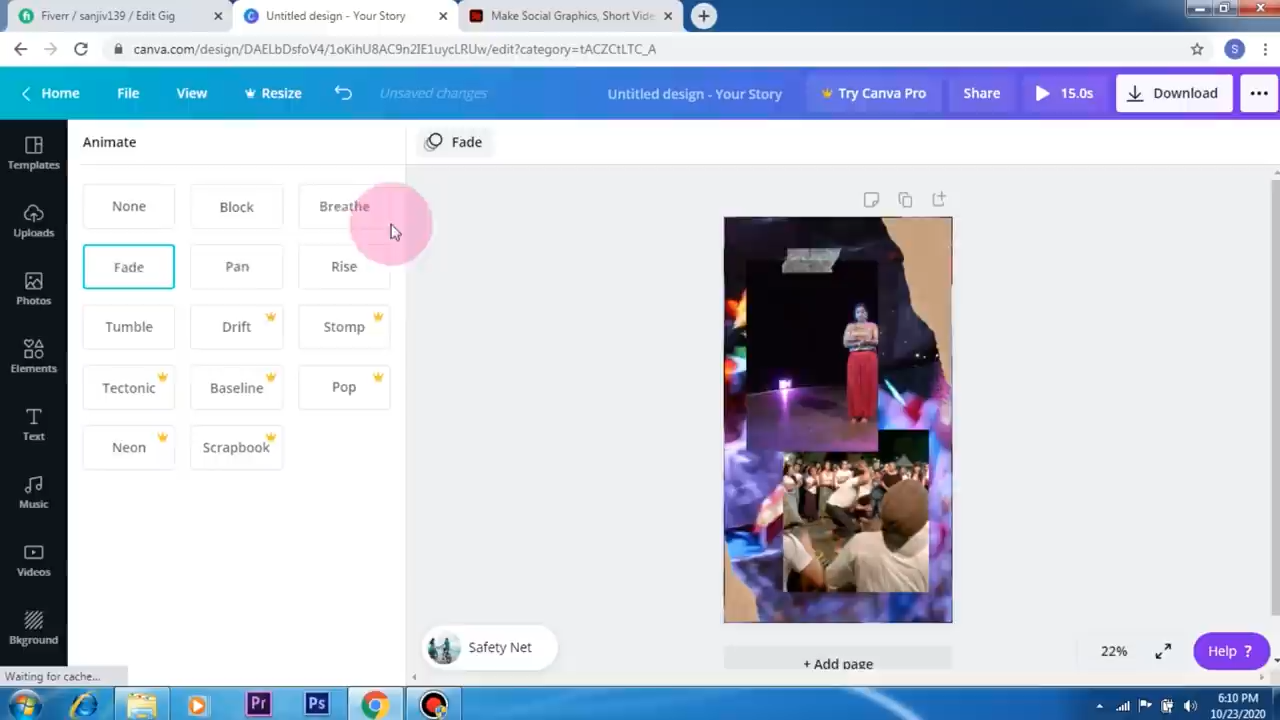 Fiverr / sanjiv139 / Edit Gig
Untitled design - Your Story
Make Social Graphics, Short Vide
canva.com/design/DAELbDsfoV4/1oKihU8AC9n2IE1uycLRUw/edit?category=tACZCtLTC_A
S
Home
File
View
Resize
Unsaved changes
Untitled design - Your Story
Try Canva Pro
Share
15.0s
Download
Templates
Uploads
Photos
Elements
Text
Music
Videos
Bkground
Animate
Fade
None
Block
Breathe
Fade
Pan
Rise
Tumble
Drift
Stomp
Tectonic
Baseline
Pop
Neon
Scrapbook
Safety Net
+ Add page
22%
Help ?
Waiting for cache...
Pr
Ps
6:10 PM
10/23/2020